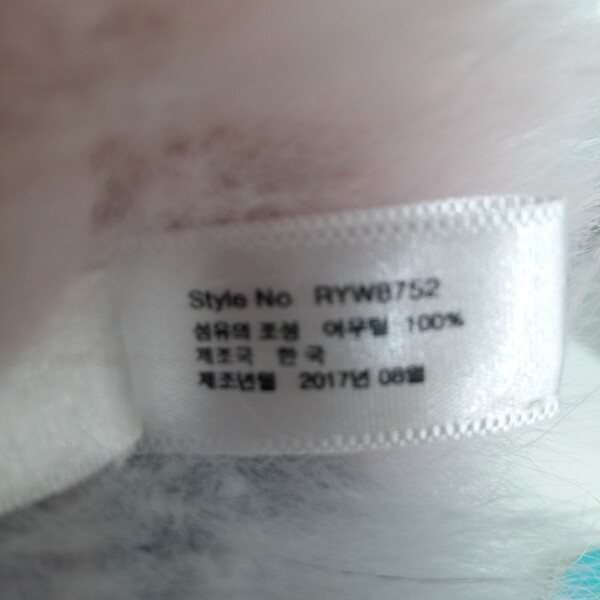 Style No RYWB752
섬유의 조성 여우털 100%
제조국 한 국
제조년월 2017년 08월